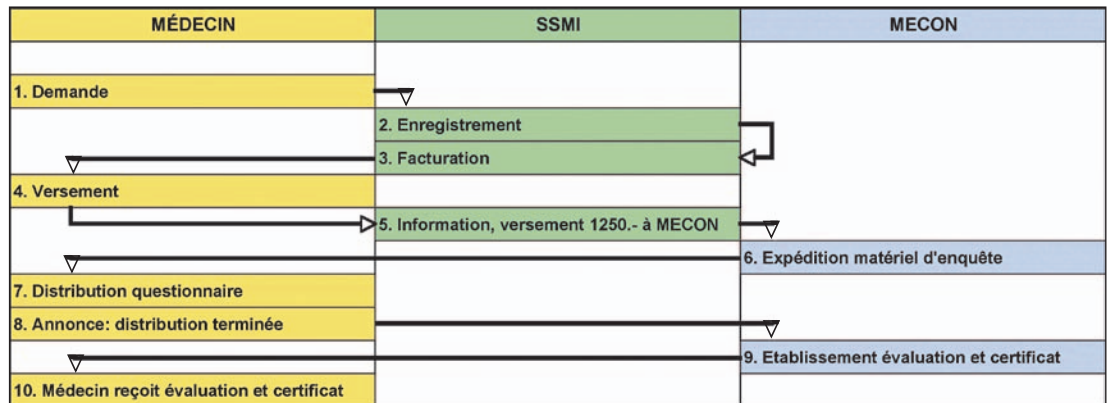 MÉDECIN
SSMI
MECON
1. Demande
2. Enregistrement
3. Facturation
4. Versement
5. Information, versement 1250.- à MECON
6. Expédition matériel d'enquête
7. Distribution questionnaire
8. Annonce: distribution terminée
9. Etablissement évaluation et certificat
10. Médecin reçoit évaluation et certificat